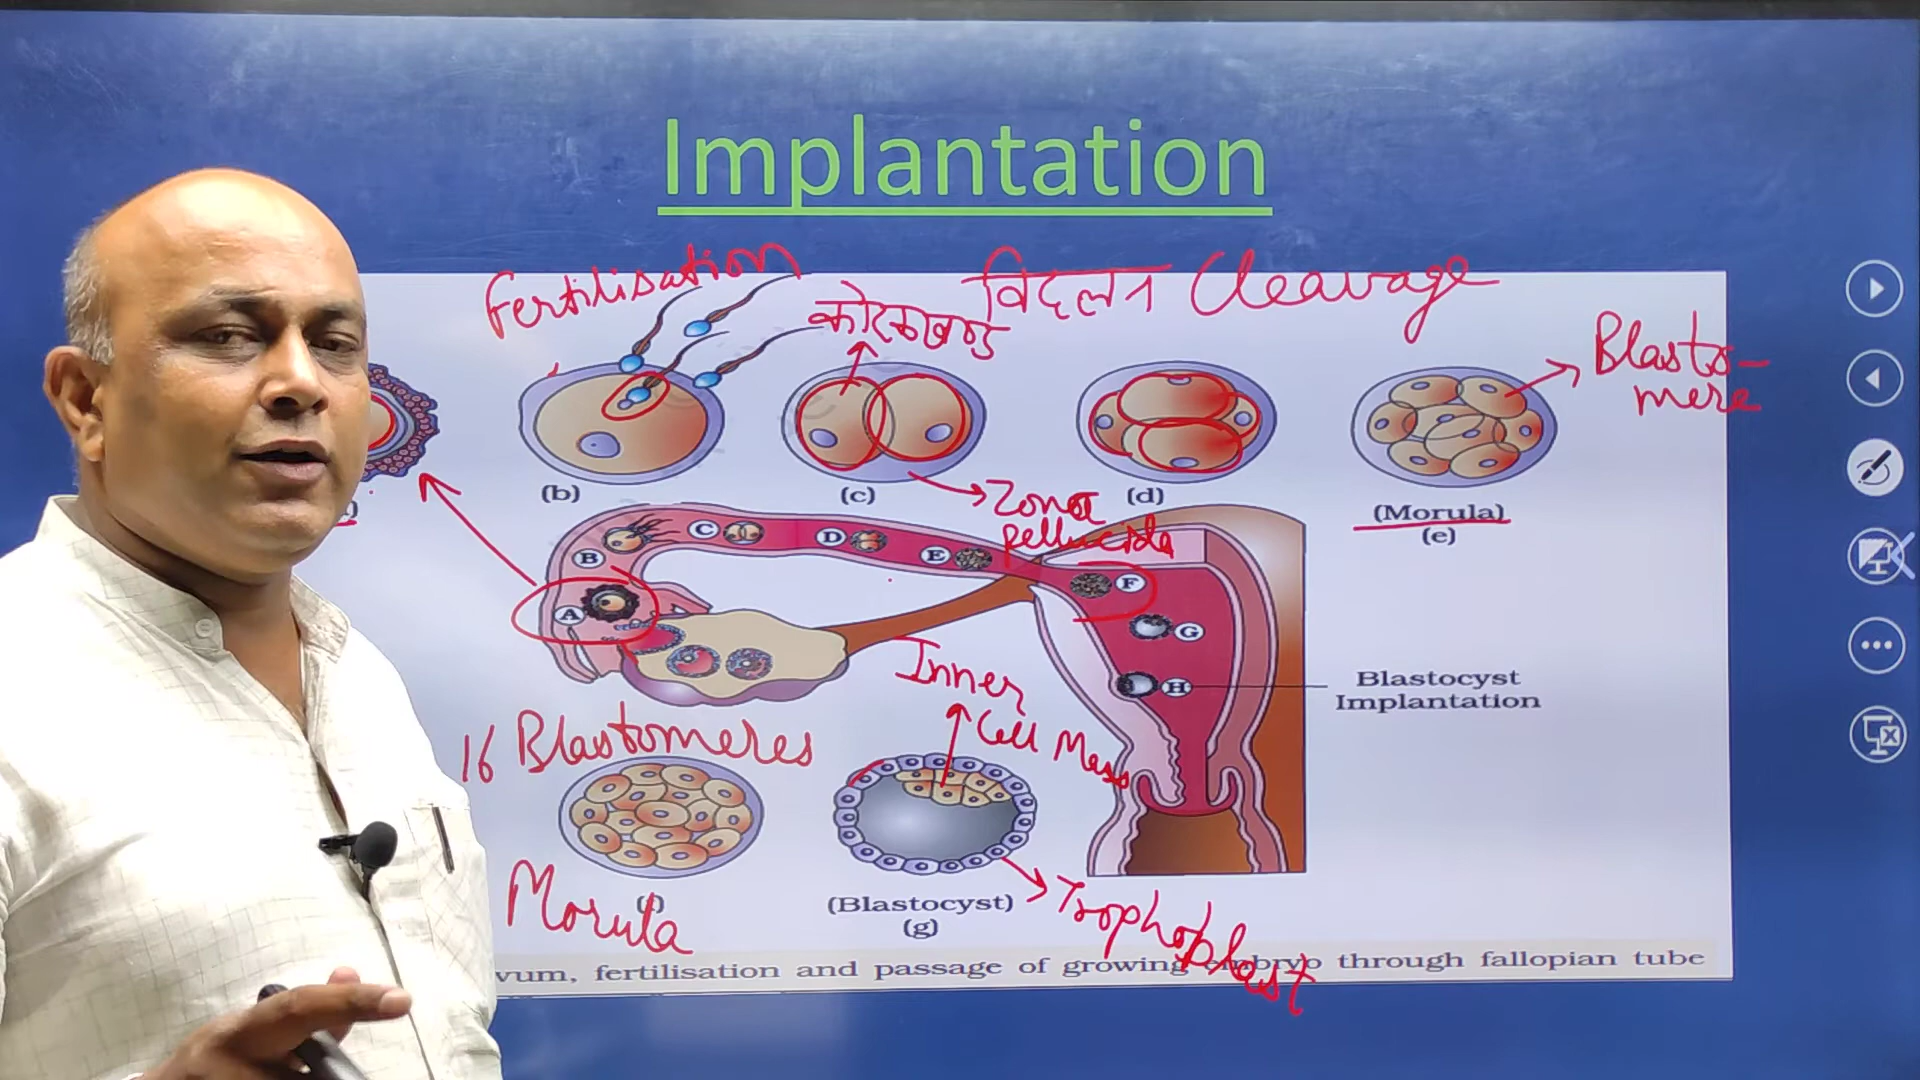 Implantation
Fertilisation
विदलन Cleavage
कोरकखण्ड
Blasto-
mere
(b)
(c)
(d)
(Morula)
(e)
Zona
pellucida
A
B
C
D
E
F
G
H
Blastocyst
Implantation
Inner
Cell Mass
16 Blastomeres
Morula
(f)
(Blastocyst)
(g)
Trophoblast
vum, fertilisation and passage of growing embryo through fallopian tube